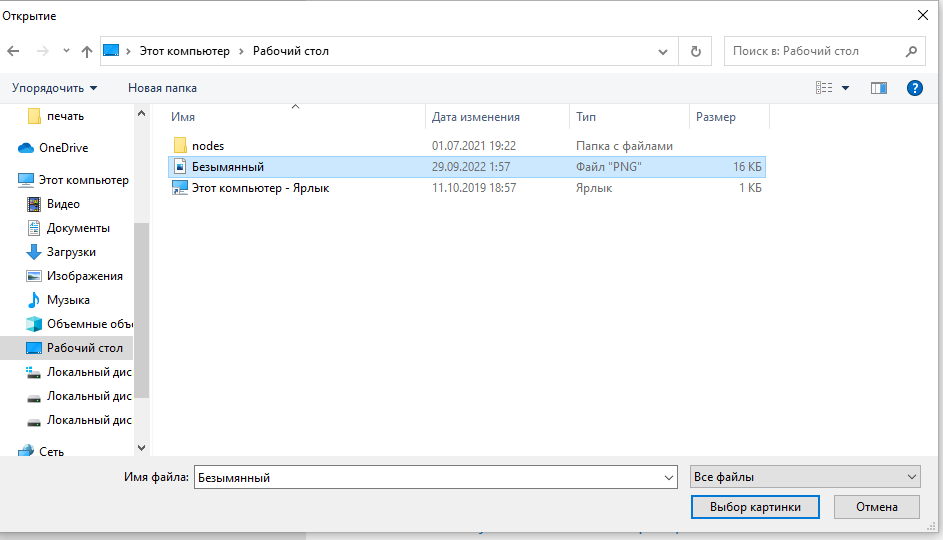 Открытие
Этот компьютер
Рабочий стол
Поиск в: Рабочий стол
Упорядочить
Новая папка
печать
OneDrive
Этот компьютер
Видео
Документы
Загрузки
Изображения
Музыка
Объемные объ
Рабочий стол
Локальный дис
Локальный дис
Локальный дис
Сеть
Имя Дата изменения Тип Размер
nodes 01.07.2021 19:22 Папка с файлами
Безымянный 29.09.2022 1:57 Файл "PNG" 16 КБ
Этот компьютер - Ярлык 11.10.2019 18:57 Ярлык 1 КБ
Имя файла: Безымянный
Все файлы
Выбор картинки
Отмена